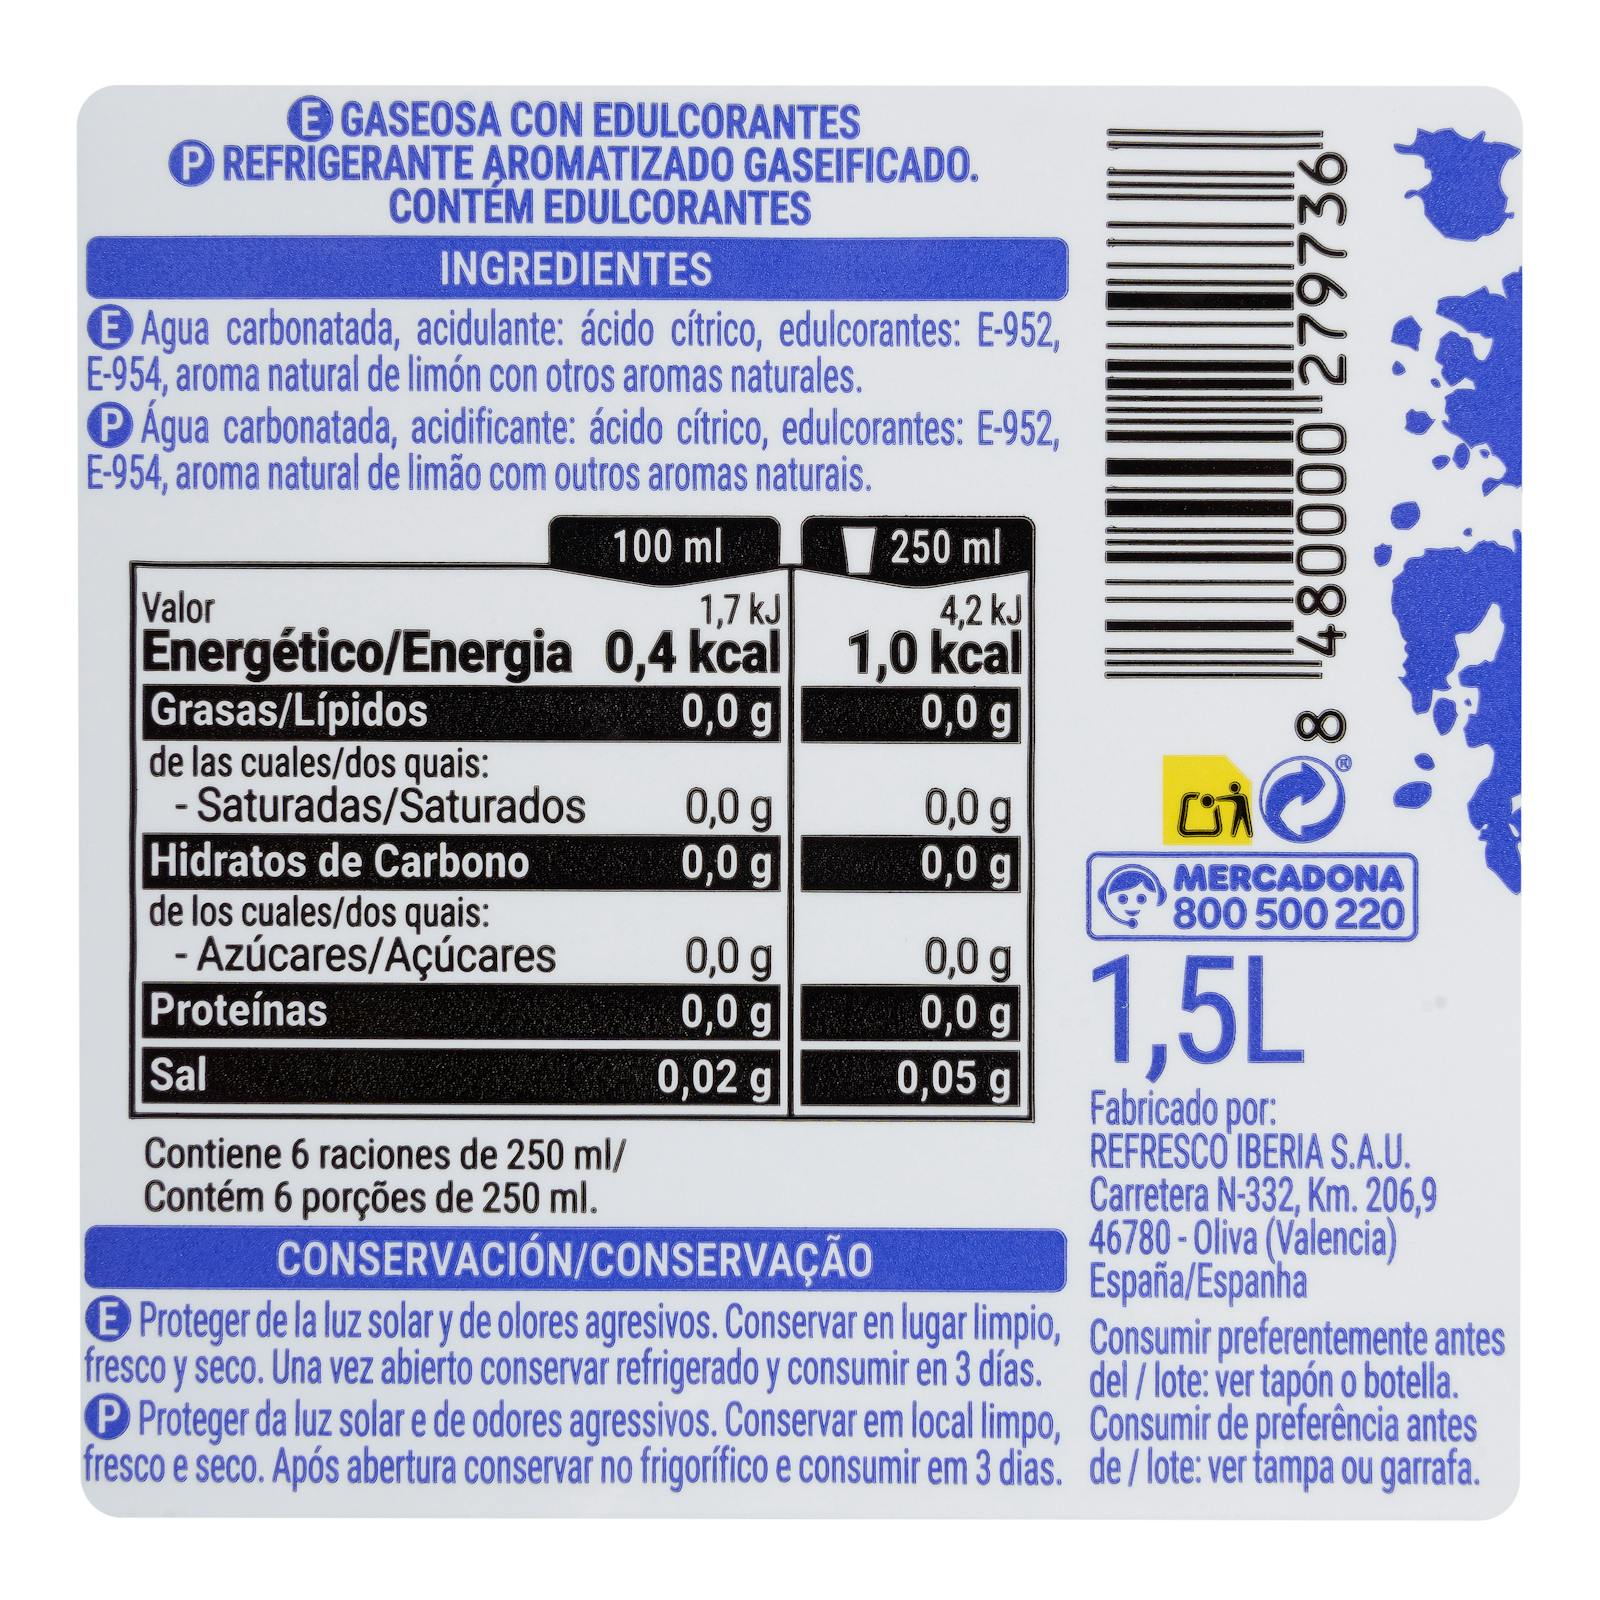 E GASEOSA CON EDULCORANTES
P REFRIGERANTE AROMATIZADO GASEIFICADO.
CONTÉM EDULCORANTES
INGREDIENTES
E Agua carbonatada, acidulante: ácido cítrico, edulcorantes: E-952,
E-954, aroma natural de limón con otros aromas naturales.
P Água carbonatada, acidificante: ácido cítrico, edulcorantes: E-952,
E-954, aroma natural de limão com outros aromas naturais.
100 ml 250 ml
Valor 1,7 kJ 4,2 kJ
Energético/Energia 0,4 kcal 1,0 kcal
Grasas/Lípidos 0,0 g 0,0 g
de las cuales/dos quais:
- Saturadas/Saturados 0,0 g 0,0 g
Hidratos de Carbono 0,0 g 0,0 g
de los cuales/dos quais:
- Azúcares/Açúcares 0,0 g 0,0 g
Proteínas 0,0 g 0,0 g
Sal 0,02 g 0,05 g
Contiene 6 raciones de 250 ml/
Contém 6 porções de 250 ml.
CONSERVACIÓN/CONSERVAÇÃO
E Proteger de la luz solar y de olores agresivos. Conservar en lugar limpio,
fresco y seco. Una vez abierto conservar refrigerado y consumir en 3 días.
P Proteger da luz solar e de odores agressivos. Conservar em local limpo,
fresco e seco. Após abertura conservar no frigorífico e consumir em 3 dias.
8 480000 279736
®
MERCADONA
800 500 220
1,5L
Fabricado por:
REFRESCO IBERIA S.A.U.
Carretera N-332, Km. 206,9
46780 - Oliva (Valencia)
España/Espanha
Consumir preferentemente antes
del / lote: ver tapón o botella.
Consumir de preferência antes
de / lote: ver tampa ou garrafa.